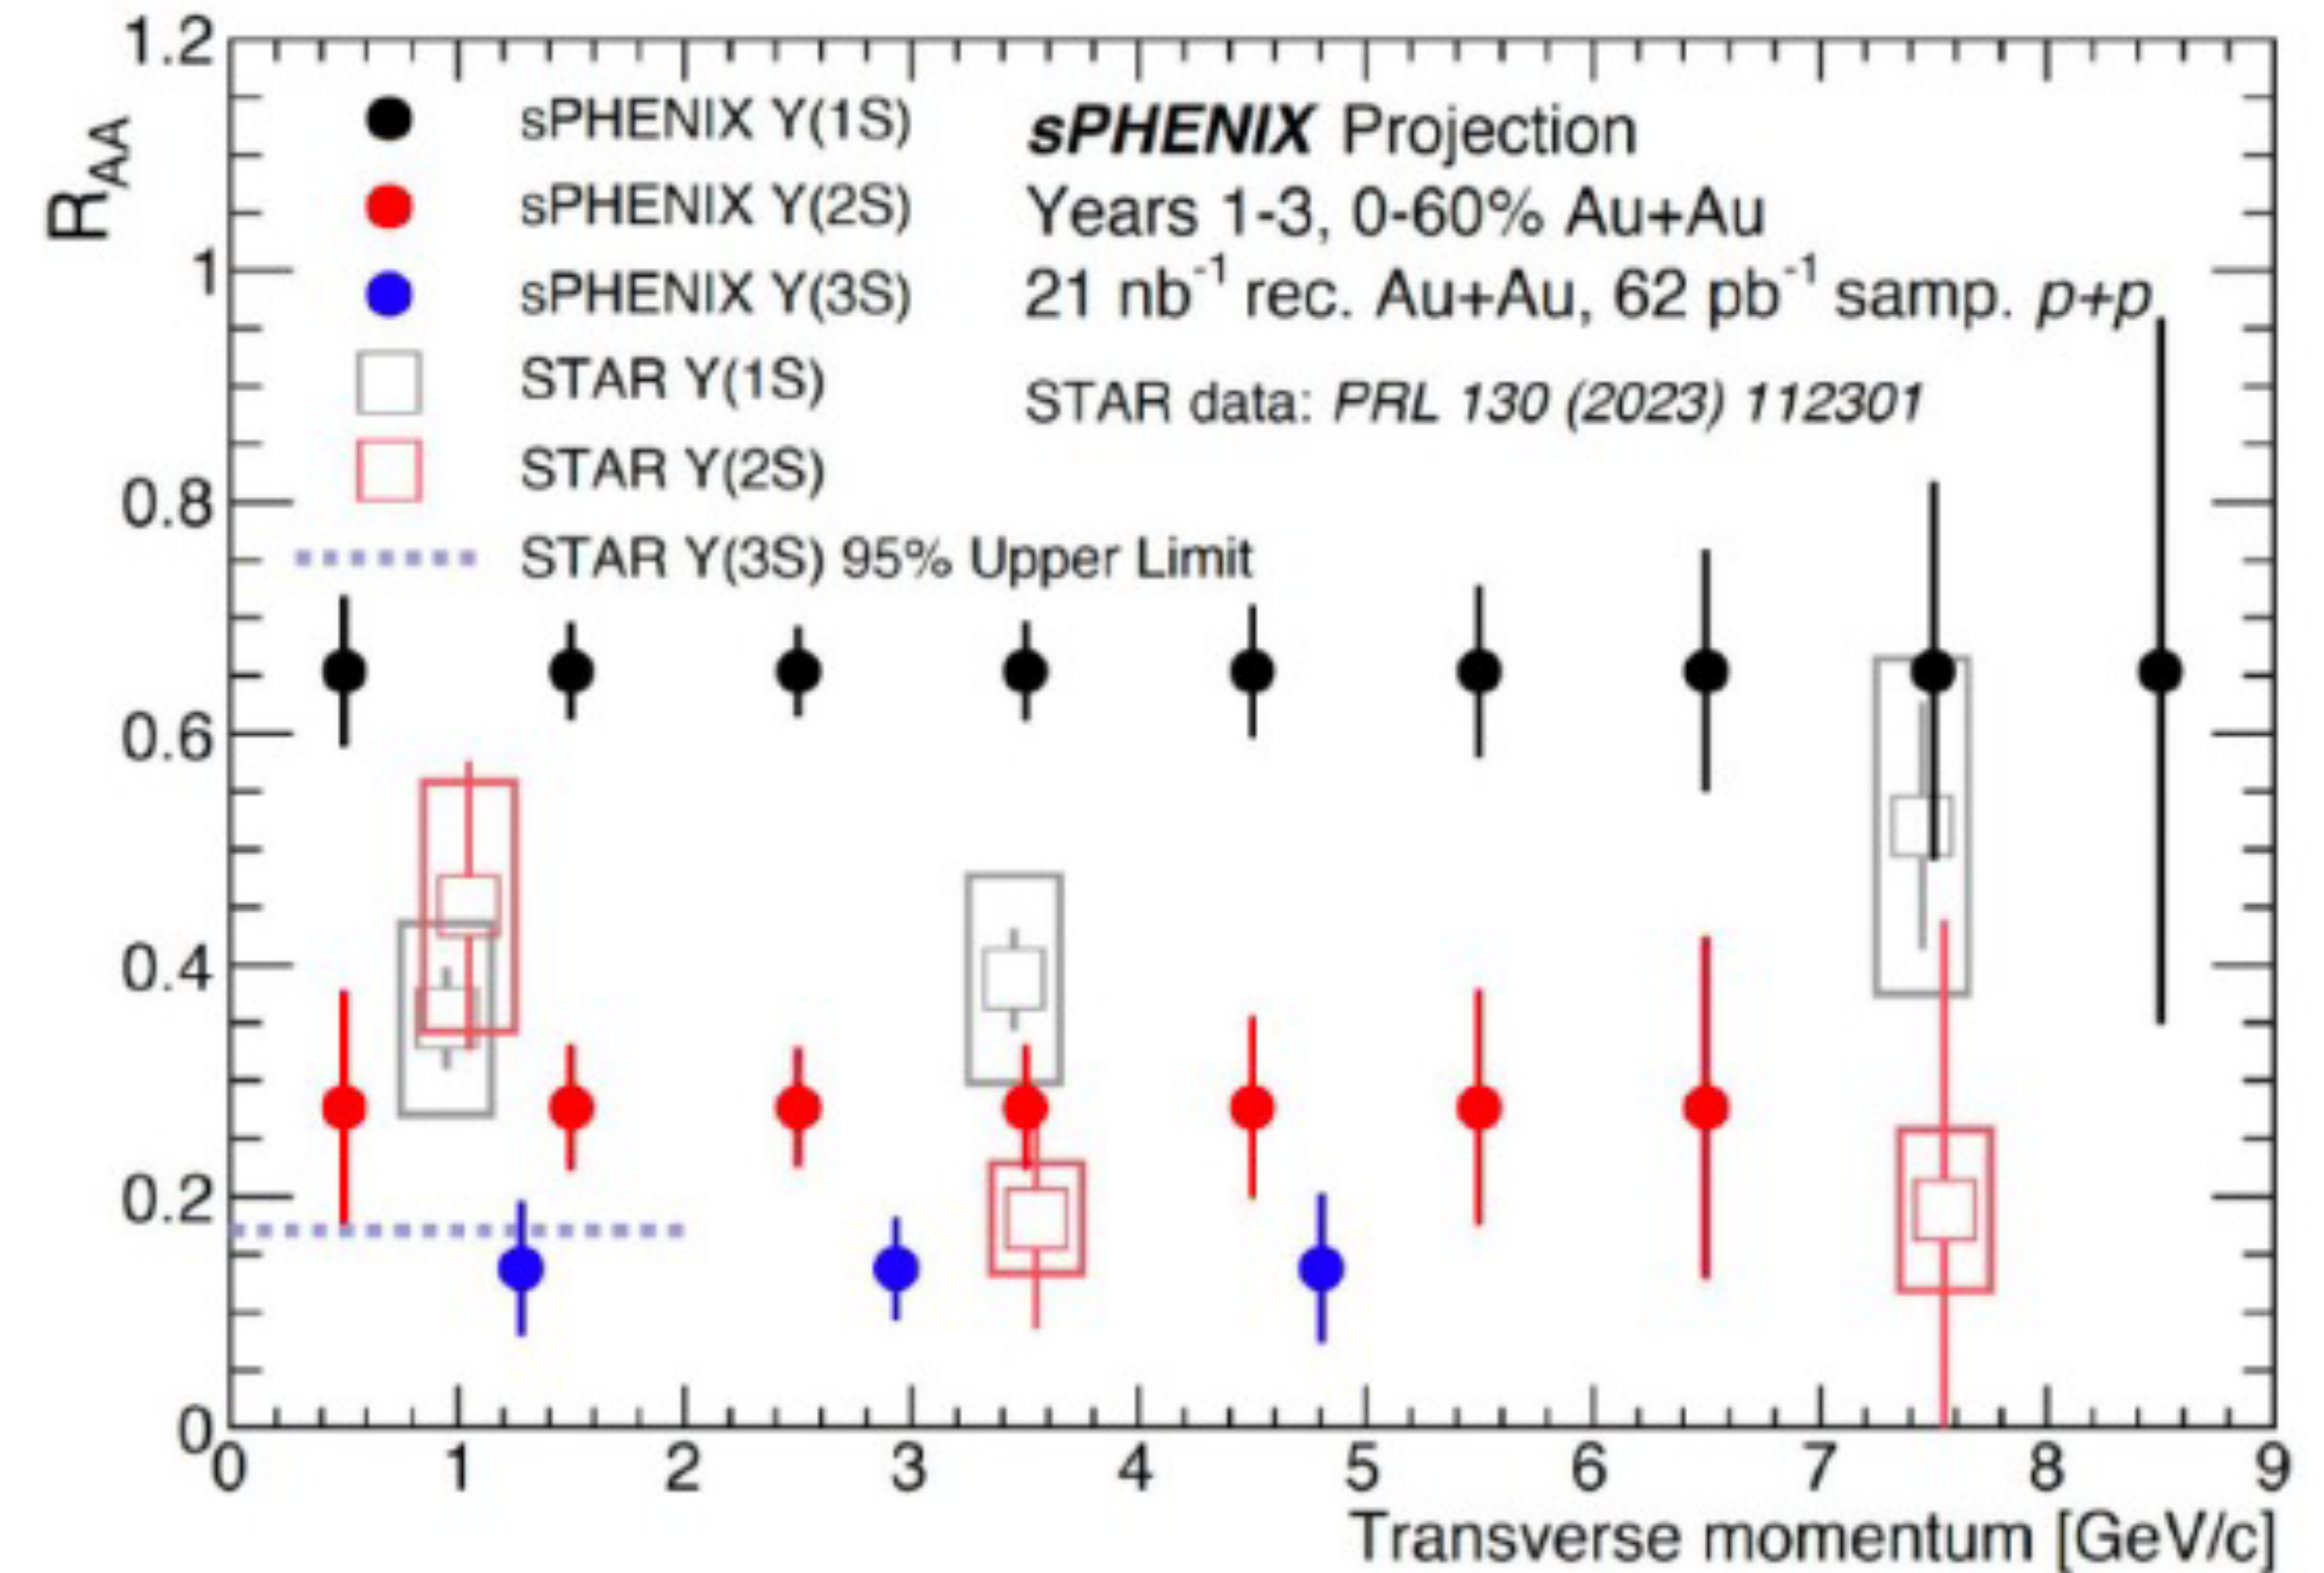 1.2
1
0.8
0.6
0.4
0.2
0
R_AA
sPHENIX Υ(1S)
sPHENIX Υ(2S)
sPHENIX Υ(3S)
STAR Υ(1S)
STAR Υ(2S)
STAR Υ(3S) 95% Upper Limit
sPHENIX Projection
Years 1-3, 0-60% Au+Au
21 nb⁻¹ rec. Au+Au, 62 pb⁻¹ samp. p+p
STAR data: PRL 130 (2023) 112301
0 1 2 3 4 5 6 7 8 9
Transverse momentum [GeV/c]